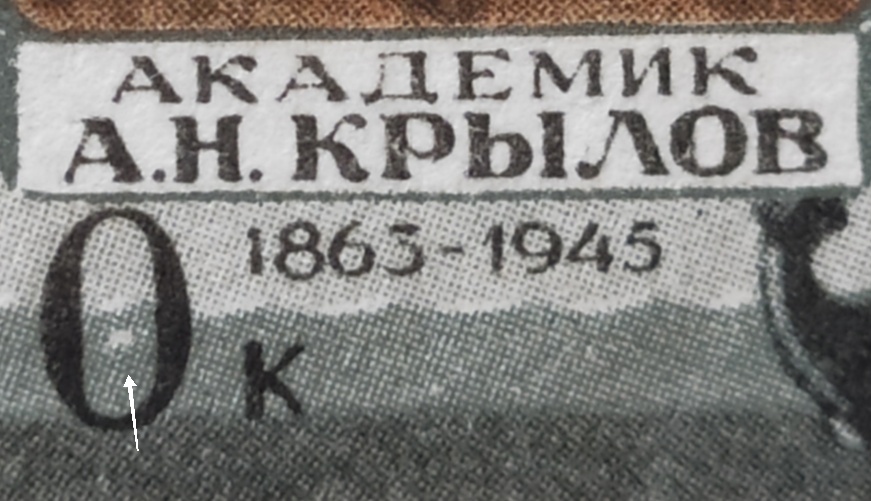 АКАДЕМИК
А.Н. КРЫЛОВ
1863-1945
0 к